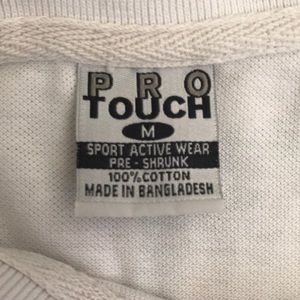 PRO
TOUCH
M
SPORT ACTIVE WEAR
PRE - SHRUNK
100% COTTON
MADE IN BANGLADESH